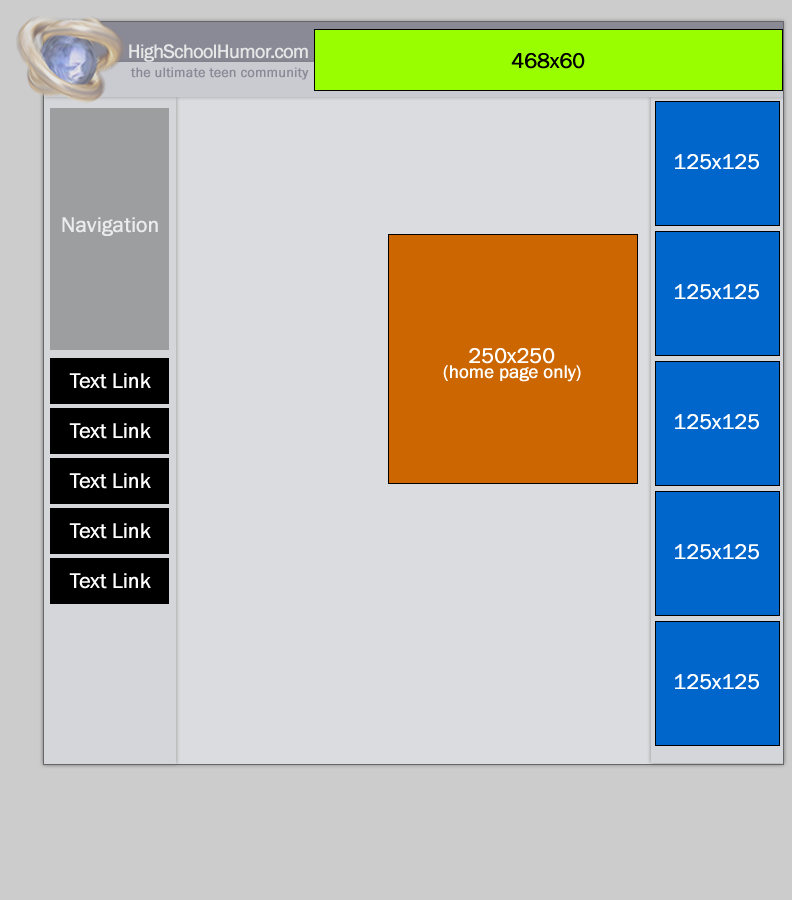 HighSchoolHumor.com
the ultimate teen community
468x60
Navigation
Text Link
Text Link
Text Link
Text Link
Text Link
250x250
(home page only)
125x125
125x125
125x125
125x125
125x125